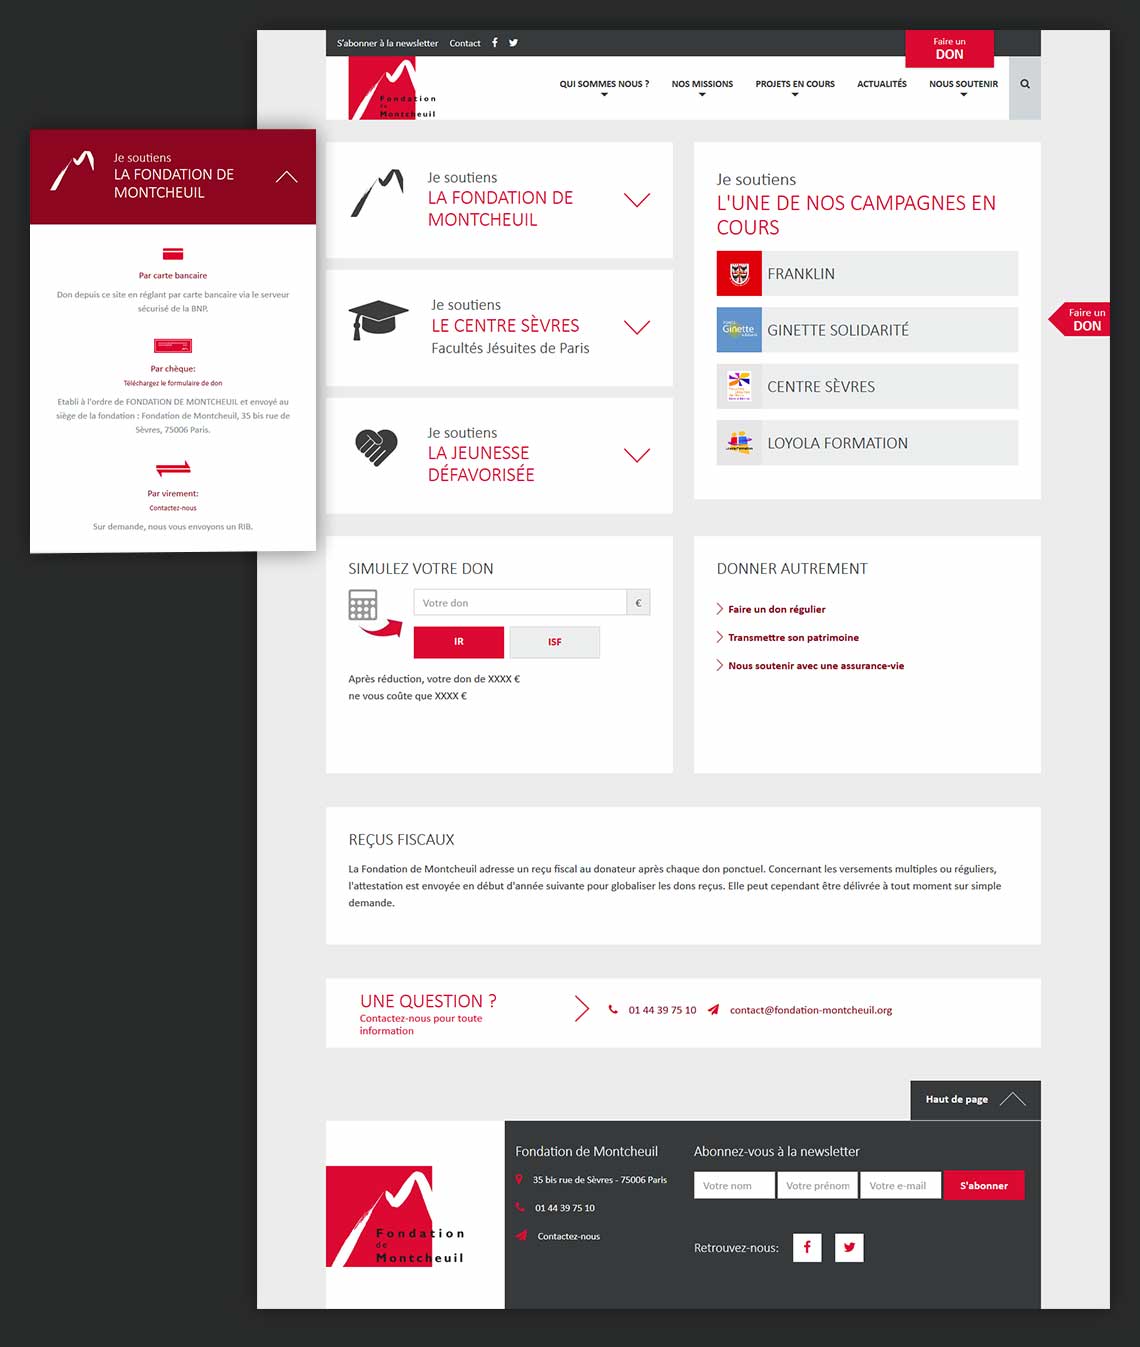 S'abonner à la newsletter Contact
Faire un
DON
Fondation
de
Montcheuil
QUI SOMMES NOUS ? NOS MISSIONS PROJETS EN COURS ACTUALITÉS NOUS SOUTENIR
Je soutiens
LA FONDATION DE
MONTCHEUIL
Par carte bancaire
Don depuis ce site en réglant par carte bancaire via le serveur
sécurisé de la BNP.
Par chèque:
Téléchargez le formulaire de don
Etabli à l'ordre de FONDATION DE MONTCHEUIL et envoyé au
siège de la fondation : Fondation de Montcheuil, 35 bis rue de
Sèvres, 75006 Paris.
Par virement:
Contactez-nous
Sur demande, nous vous envoyons un RIB.
Je soutiens
LA FONDATION DE
MONTCHEUIL
Je soutiens
LE CENTRE SÈVRES
Facultés Jésuites de Paris
Je soutiens
LA JEUNESSE
DÉFAVORISÉE
Je soutiens
L'UNE DE NOS CAMPAGNES EN
COURS
FRANKLIN
Ginette
GINETTE SOLIDARITÉ
CENTRE SÈVRES
LOYOLA FORMATION
Faire un
DON
SIMULEZ VOTRE DON
Votre don €
IR ISF
Après réduction, votre don de XXXX €
ne vous coûte que XXXX €
DONNER AUTREMENT
Faire un don régulier
Transmettre son patrimoine
Nous soutenir avec une assurance-vie
REÇUS FISCAUX
La Fondation de Montcheuil adresse un reçu fiscal au donateur après chaque don ponctuel. Concernant les versements multiples ou réguliers,
l'attestation est envoyée en début d'année suivante pour globaliser les dons reçus. Elle peut cependant être délivrée à tout moment sur simple
demande.
UNE QUESTION ?
Contactez-nous pour toute
information
01 44 39 75 10 contact@fondation-montcheuil.org
Haut de page
Fondation
de
Montcheuil
Fondation de Montcheuil
35 bis rue de Sèvres - 75006 Paris
01 44 39 75 10
Contactez-nous
Abonnez-vous à la newsletter
Votre nom Votre prénom Votre e-mail S'abonner
Retrouvez-nous: